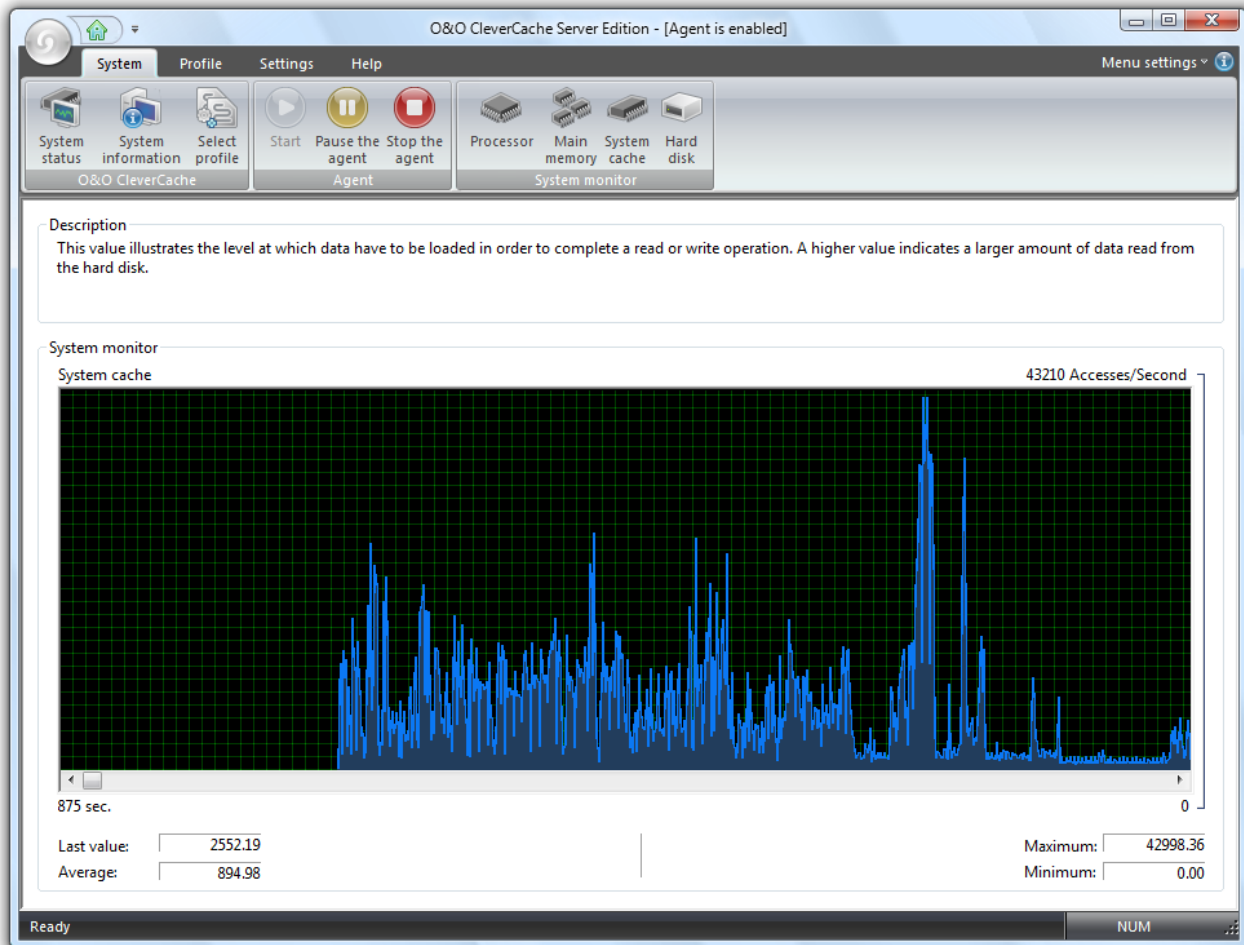 O&O CleverCache Server Edition - [Agent is enabled]
System Profile Settings Help Menu settings
System status
System information
Select profile
Start
Pause the agent
Stop the agent
Processor
Main memory
System cache
Hard disk
O&O CleverCache Agent System monitor
Description
This value illustrates the level at which data have to be loaded in order to complete a read or write operation. A higher value indicates a larger amount of data read from
the hard disk.
System monitor
System cache 43210 Accesses/Second
875 sec. 0
Last value: 2552.19 Maximum: 42998.36
Average: 894.98 Minimum: 0.00
Ready NUM